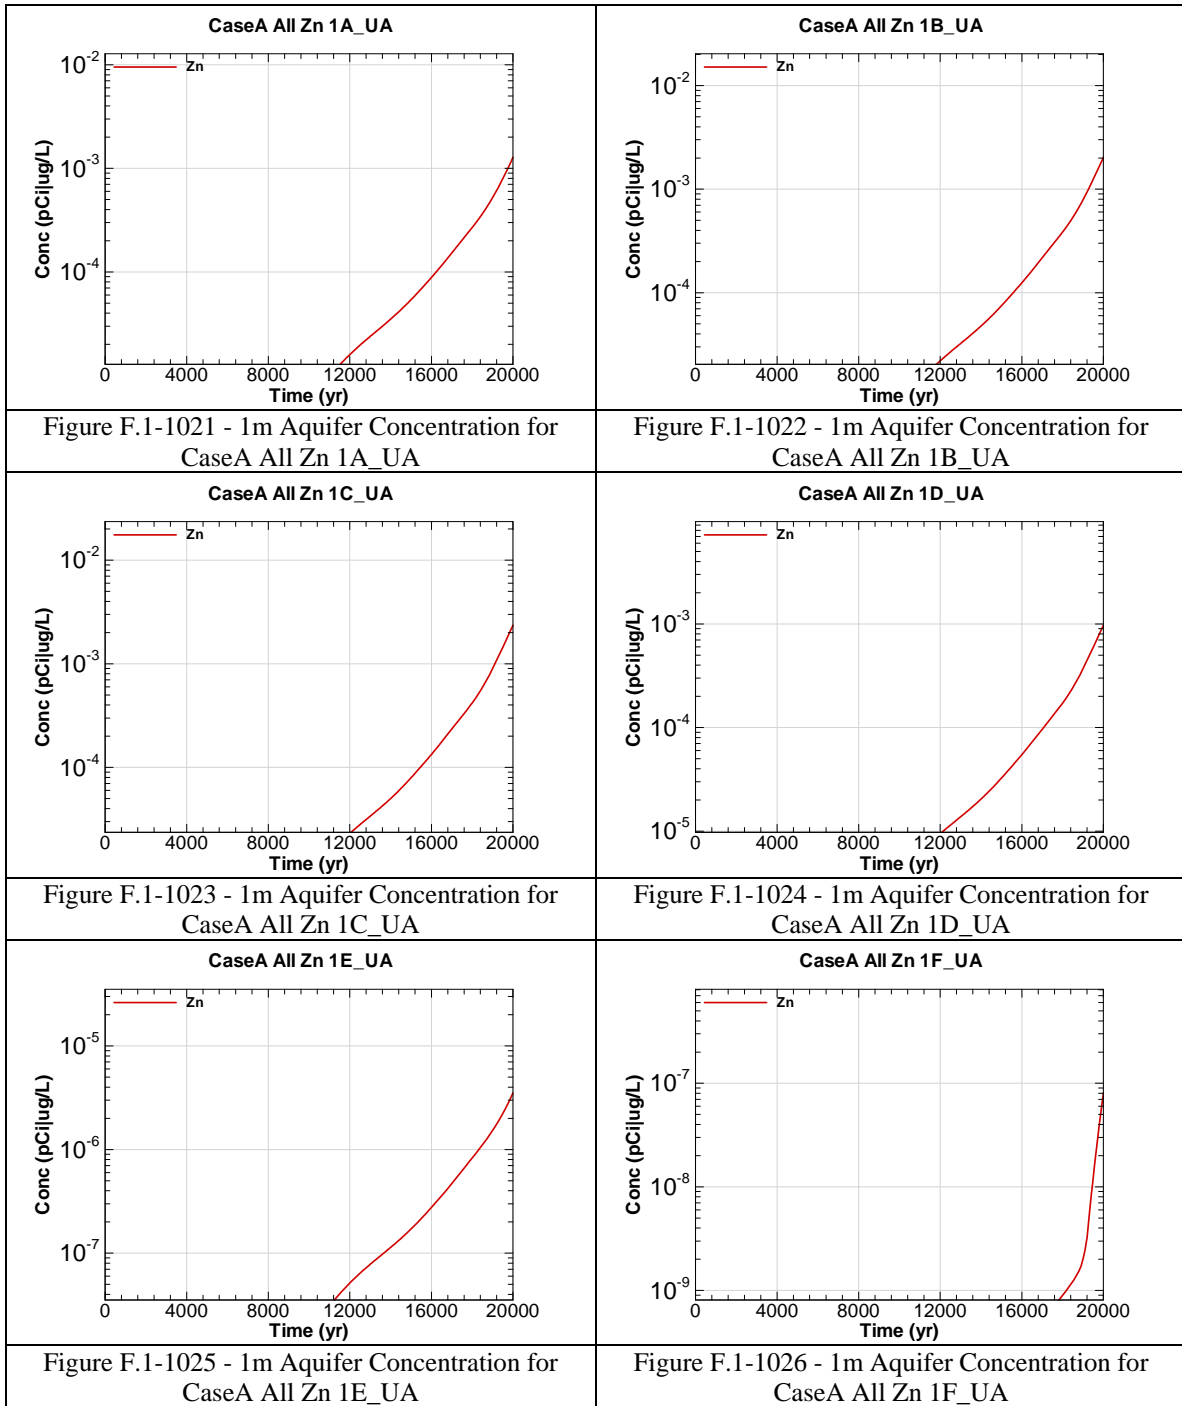 CaseA All Zn 1A_UA
Zn
10-2
10-3
10-4
Conc (pCi|ug/L)
0 4000 8000 12000 16000 20000
Time (yr)
Figure F.1-1021 - 1m Aquifer Concentration for
CaseA All Zn 1A_UA
CaseA All Zn 1B_UA
Zn
10-2
10-3
10-4
Conc (pCi|ug/L)
0 4000 8000 12000 16000 20000
Time (yr)
Figure F.1-1022 - 1m Aquifer Concentration for
CaseA All Zn 1B_UA
CaseA All Zn 1C_UA
Zn
10-2
10-3
10-4
Conc (pCi|ug/L)
0 4000 8000 12000 16000 20000
Time (yr)
Figure F.1-1023 - 1m Aquifer Concentration for
CaseA All Zn 1C_UA
CaseA All Zn 1D_UA
Zn
10-3
10-4
10-5
Conc (pCi|ug/L)
0 4000 8000 12000 16000 20000
Time (yr)
Figure F.1-1024 - 1m Aquifer Concentration for
CaseA All Zn 1D_UA
CaseA All Zn 1E_UA
Zn
10-5
10-6
10-7
Conc (pCi|ug/L)
0 4000 8000 12000 16000 20000
Time (yr)
Figure F.1-1025 - 1m Aquifer Concentration for
CaseA All Zn 1E_UA
CaseA All Zn 1F_UA
Zn
10-7
10-8
10-9
Conc (pCi|ug/L)
0 4000 8000 12000 16000 20000
Time (yr)
Figure F.1-1026 - 1m Aquifer Concentration for
CaseA All Zn 1F_UA